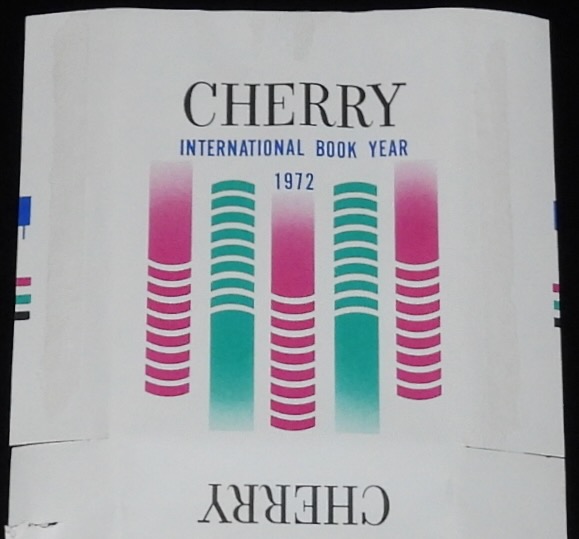 CHERRY
INTERNATIONAL BOOK YEAR
1972
CHERRY